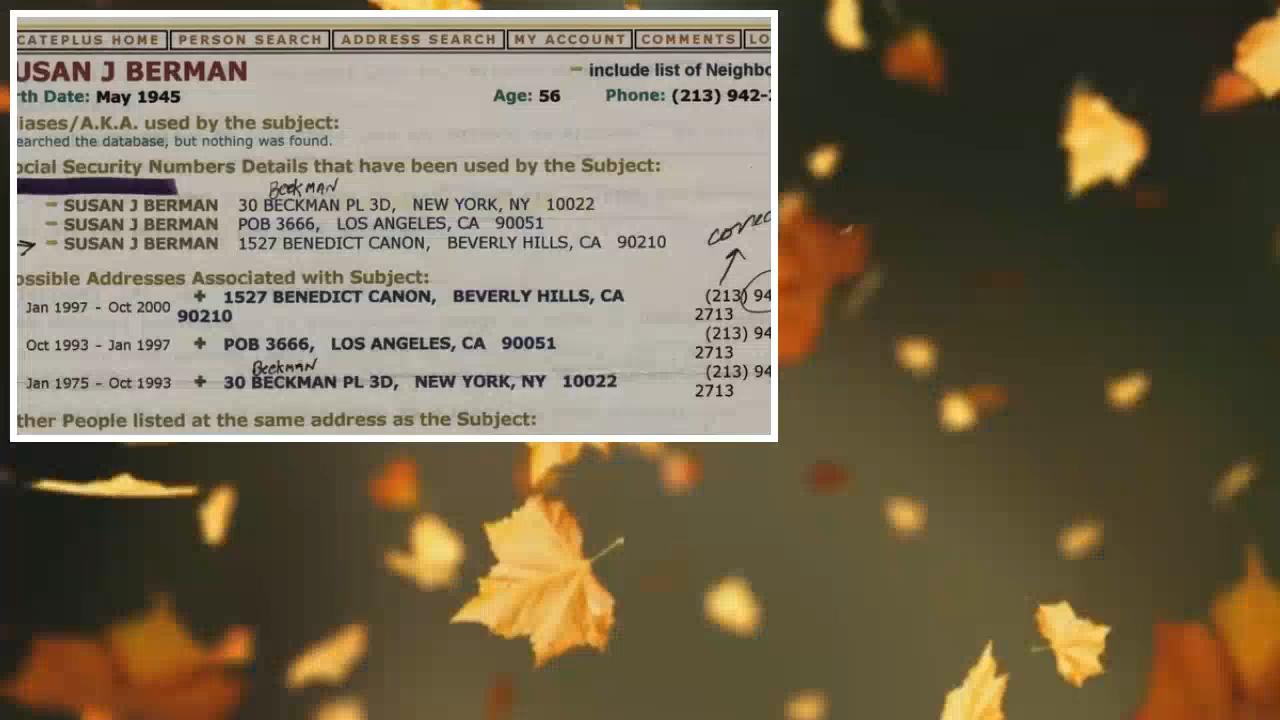 CATEPLUS HOME PERSON SEARCH ADDRESS SEARCH MY ACCOUNT COMMENTS LO
USAN J BERMAN – include list of Neighbo
th Date: May 1945 Age: 56 Phone: (213) 942-
iases/A.K.A. used by the subject:
earched the database, but nothing was found.
ocial Security Numbers Details that have been used by the Subject:
Beekman
– SUSAN J BERMAN 30 BECKMAN PL 3D, NEW YORK, NY 10022
– SUSAN J BERMAN POB 3666, LOS ANGELES, CA 90051
– SUSAN J BERMAN 1527 BENEDICT CANON, BEVERLY HILLS, CA 90210
correc
Jan 1997 - Oct 2000 + 1527 BENEDICT CANON, BEVERLY HILLS, CA 90210 (213) 94 2713
ossible Addresses Associated with Subject:
Oct 1993 - Jan 1997 + POB 3666, LOS ANGELES, CA 90051 (213) 94 2713
Beekman
Jan 1975 - Oct 1993 + 30 BECKMAN PL 3D, NEW YORK, NY 10022 (213) 94 2713
ther People listed at the same address as the Subject: